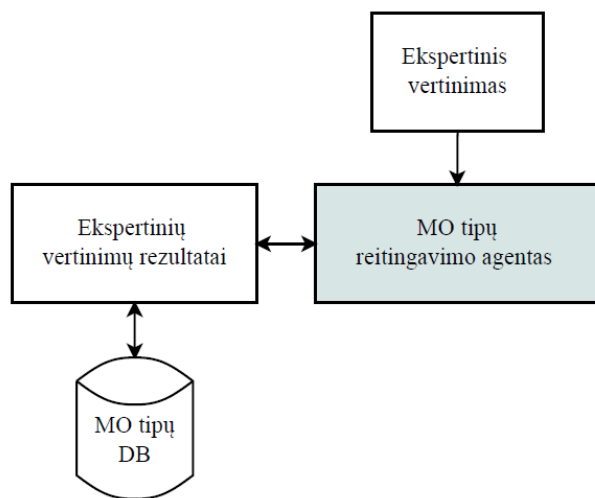 Ekspertinis
vertinimas
Ekspertinių
vertinimų rezultatai
MO tipų
reitingavimo agentas
MO tipų
DB